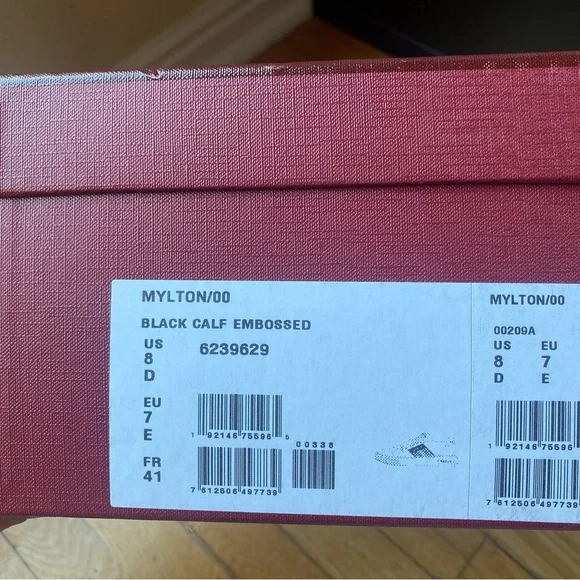 MYLTON/00
BLACK CALF EMBOSSED
US
8
D
6239629
EU
7
E
FR
41
1 92146 75596 5
00338
7 612506 497739
MYLTON/00
00209A
US EU
8 7
D E
1 92146 75596
7 612506 49773